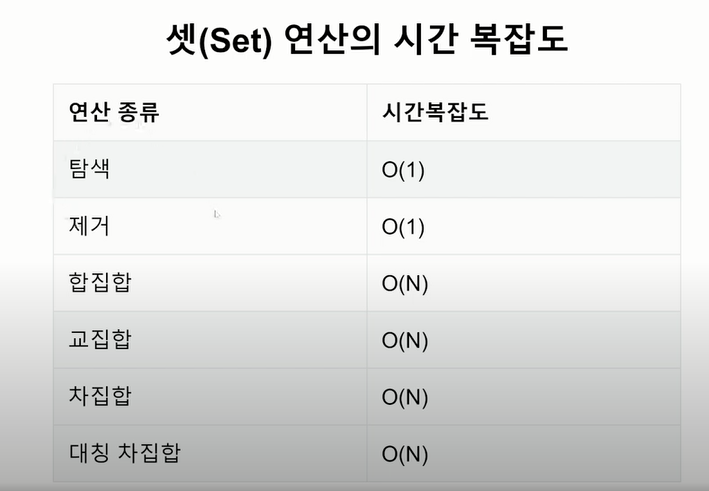 셋(Set) 연산의 시간 복잡도
연산 종류 시간복잡도
탐색 O(1)
제거 O(1)
합집합 O(N)
교집합 O(N)
차집합 O(N)
대칭 차집합 O(N)